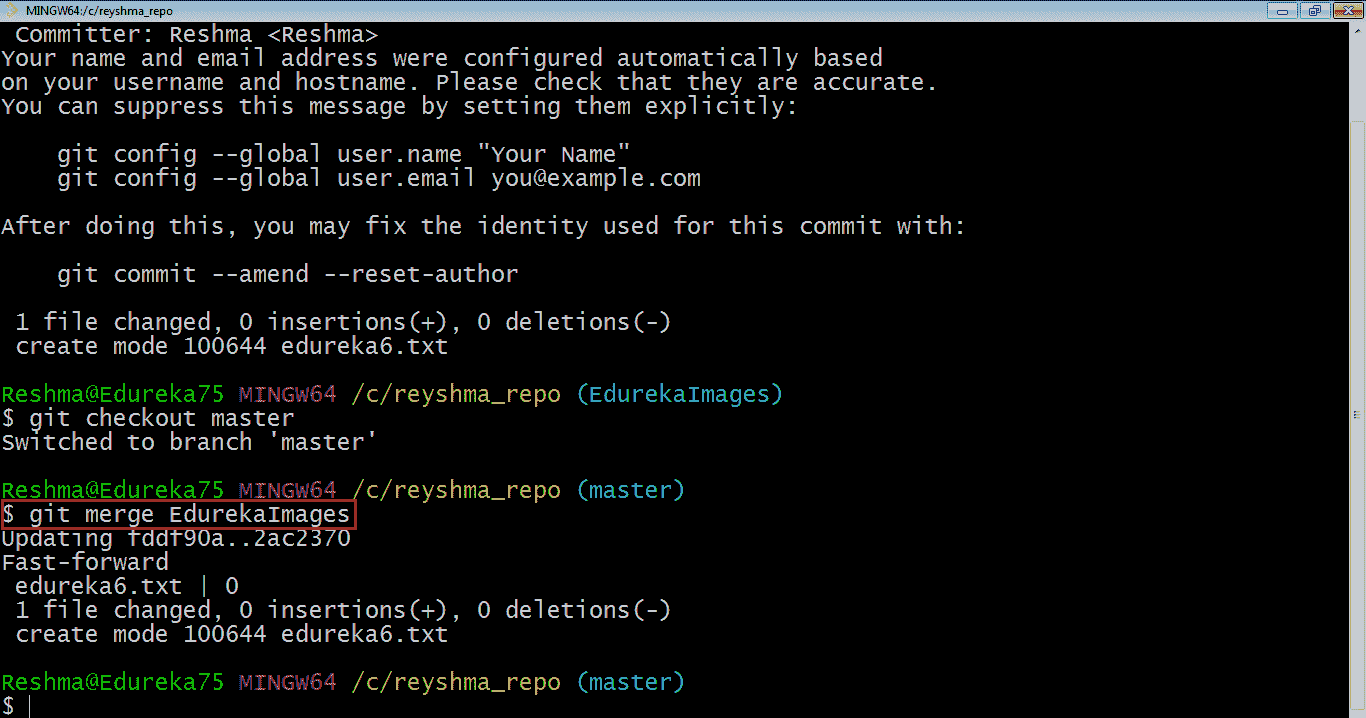 MINGW64:/c/reyshma_repo
Committer: Reshma <Reshma>
Your name and email address were configured automatically based
on your username and hostname. Please check that they are accurate.
You can suppress this message by setting them explicitly:
git config --global user.name "Your Name"
git config --global user.email you@example.com
After doing this, you may fix the identity used for this commit with:
git commit --amend --reset-author
1 file changed, 0 insertions(+), 0 deletions(-)
create mode 100644 edureka6.txt
Reshma@Edureka75 MINGW64 /c/reyshma_repo (EdurekaImages)
$ git checkout master
Switched to branch 'master'
Reshma@Edureka75 MINGW64 /c/reyshma_repo (master)
$ git merge EdurekaImages
Updating fddf90a..2ac2370
Fast-forward
edureka6.txt | 0
1 file changed, 0 insertions(+), 0 deletions(-)
create mode 100644 edureka6.txt
Reshma@Edureka75 MINGW64 /c/reyshma_repo (master)
$